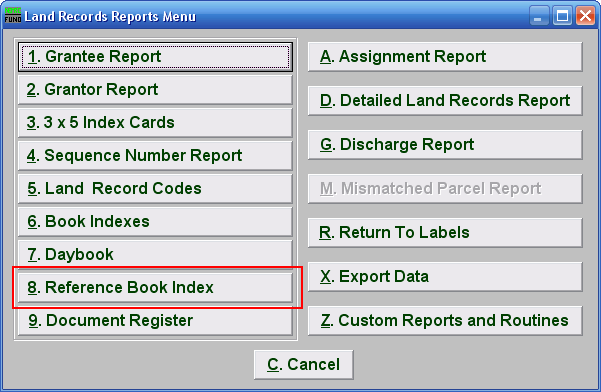 Land Records Reports Menu
1. Grantee Report
2. Grantor Report
3. 3 x 5 Index Cards
4. Sequence Number Report
5. Land Record Codes
6. Book Indexes
7. Daybook
8. Reference Book Index
9. Document Register
A. Assignment Report
D. Detailed Land Records Report
G. Discharge Report
M. Mismatched Parcel Report
R. Return To Labels
X. Export Data
Z. Custom Reports and Routines
C. Cancel